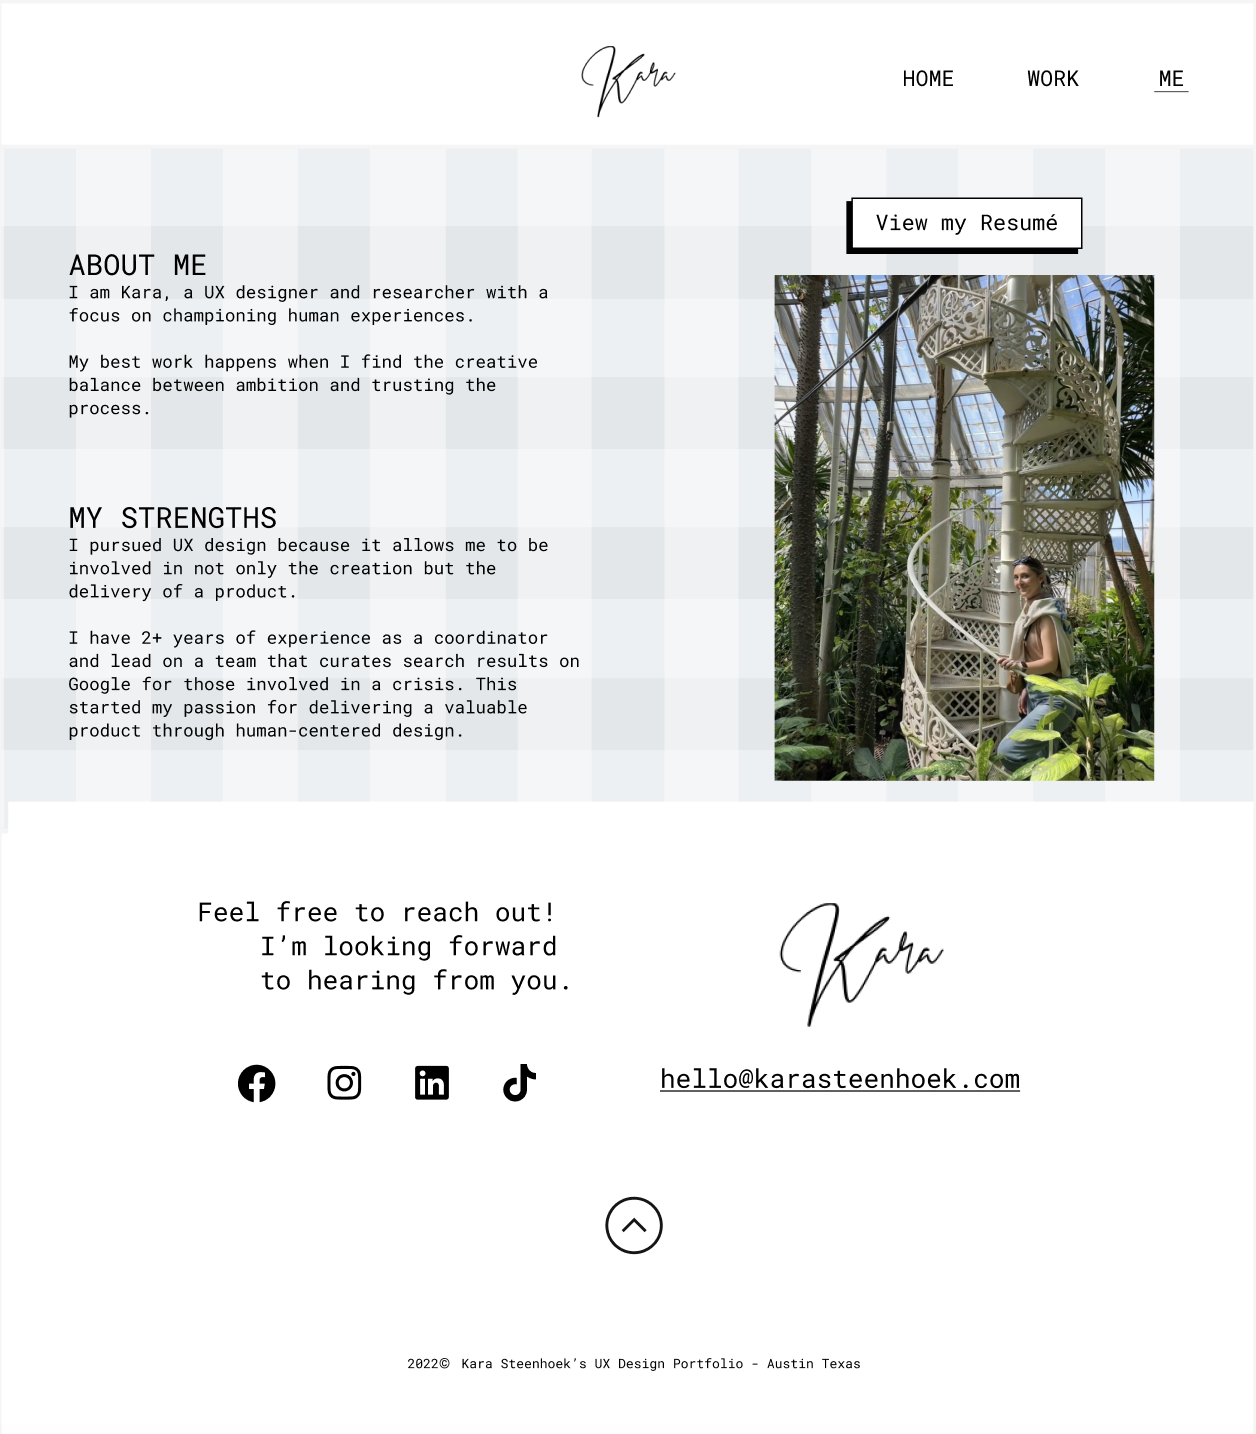 Kara
HOME WORK ME
View my Resumé
ABOUT ME
I am Kara, a UX designer and researcher with a
focus on championing human experiences.
My best work happens when I find the creative
balance between ambition and trusting the
process.
MY STRENGTHS
I pursued UX design because it allows me to be
involved in not only the creation but the
delivery of a product.
I have 2+ years of experience as a coordinator
and lead on a team that curates search results on
Google for those involved in a crisis. This
started my passion for delivering a valuable
product through human-centered design.
Feel free to reach out!
I’m looking forward
to hearing from you.
Kara
in
hello@karasteenhoek.com
2022© Kara Steenhoek’s UX Design Portfolio - Austin Texas